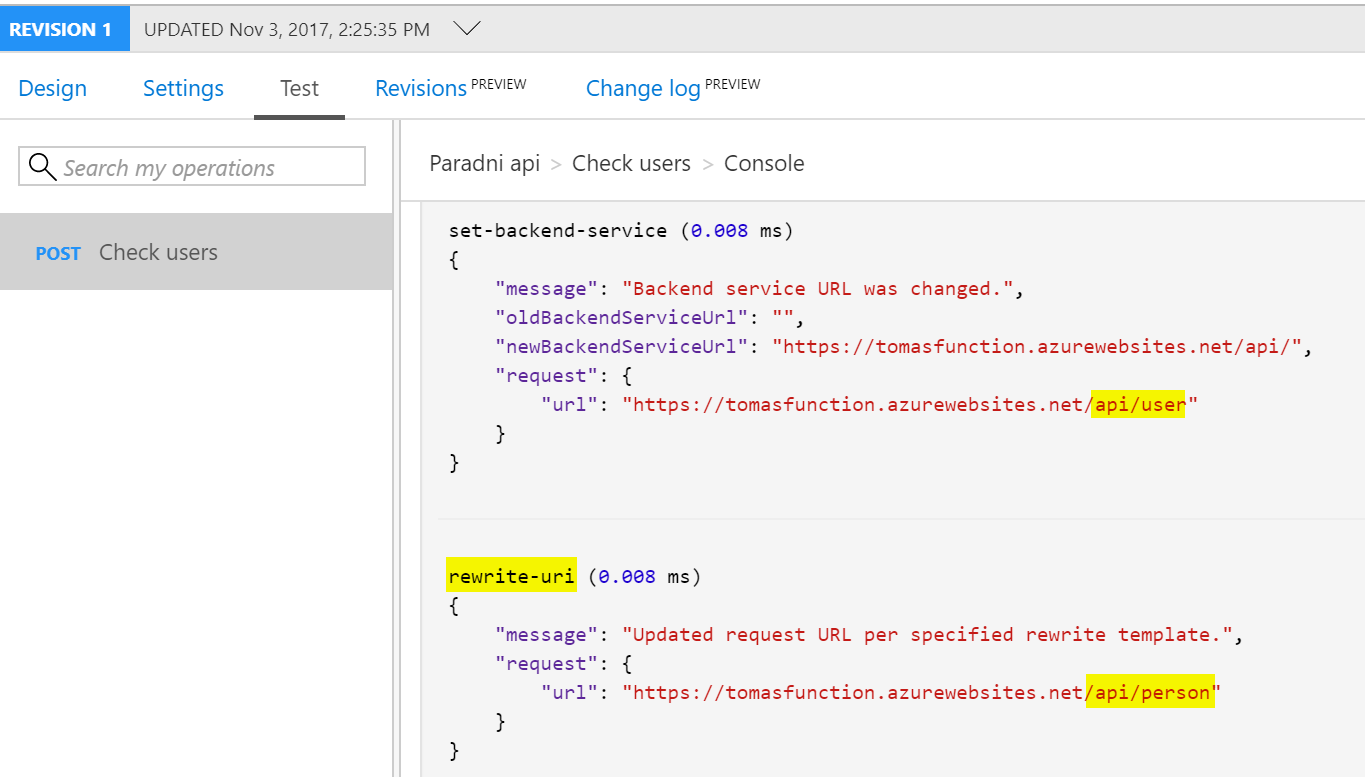 REVISION 1 UPDATED Nov 3, 2017, 2:25:35 PM
Design Settings Test Revisions PREVIEW Change log PREVIEW
Search my operations
POST Check users
Paradni api > Check users > Console
set-backend-service (0.008 ms)
{
"message": "Backend service URL was changed.",
"oldBackendServiceUrl": "",
"newBackendServiceUrl": "https://tomasfunction.azurewebsites.net/api/",
"request": {
"url": "https://tomasfunction.azurewebsites.net/api/user"
}
}
rewrite-uri (0.008 ms)
{
"message": "Updated request URL per specified rewrite template.",
"request": {
"url": "https://tomasfunction.azurewebsites.net/api/person"
}
}